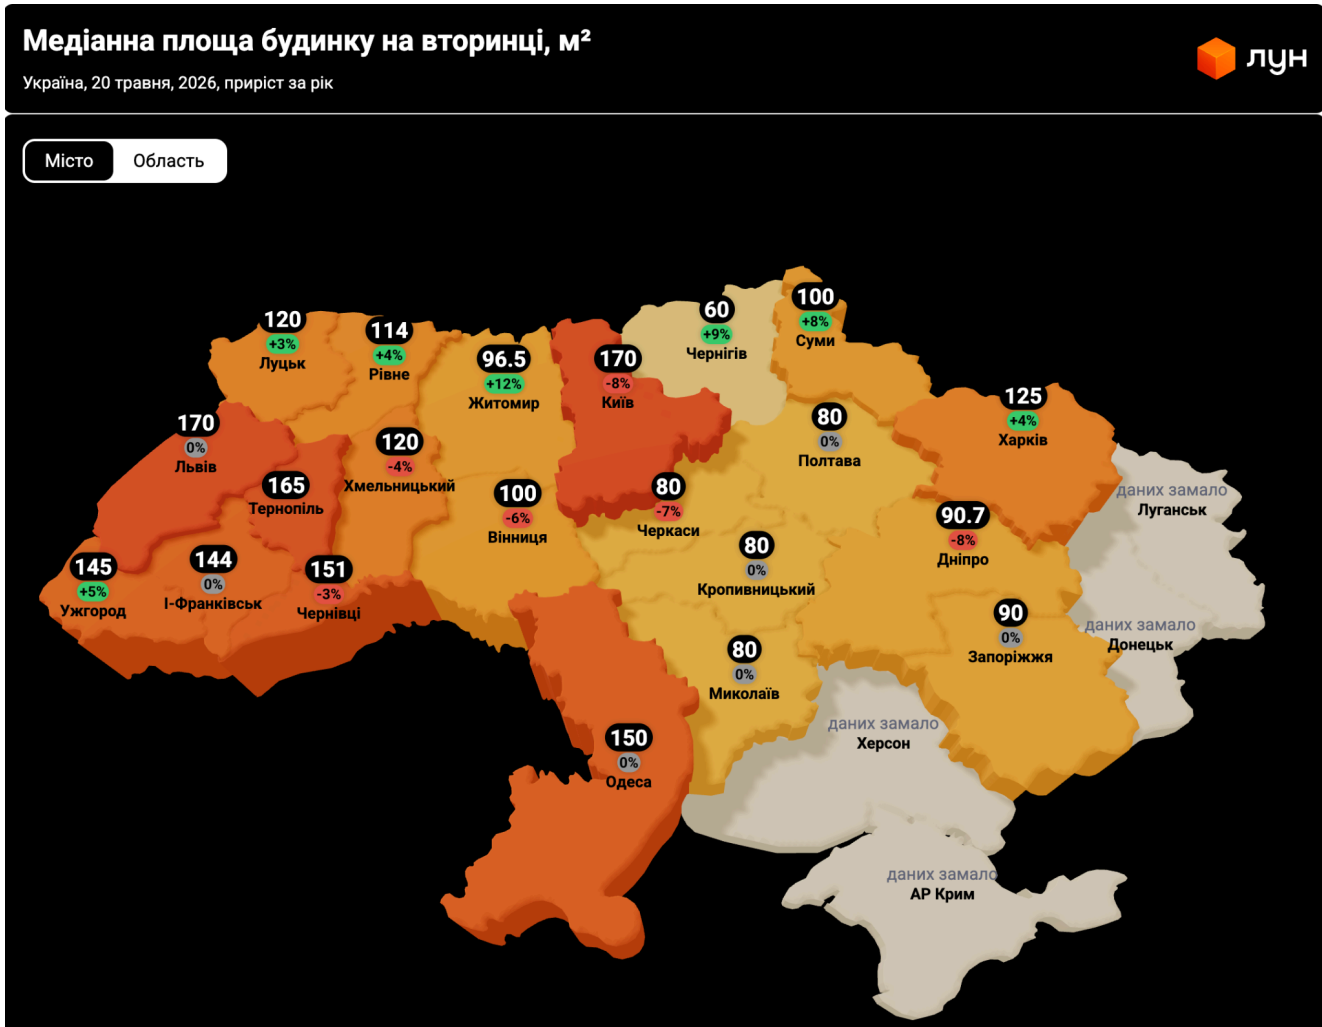 Медіанна площа будинку на вторинці, м²
Україна, 20 травня, 2026, приріст за рік
лун
Місто
Область
120
+3%
Луцьк
114
+4%
Рівне
96.5
+12%
Житомир
170
-8%
Київ
60
+9%
Чернігів
100
+8%
Суми
170
0%
Львів
165
Тернопіль
120
-4%
Хмельницький
100
-6%
Вінниця
80
-7%
Черкаси
80
0%
Полтава
125
+4%
Харків
даних замало
Луганськ
145
+5%
Ужгород
144
0%
І-Франківськ
151
-3%
Чернівці
80
0%
Кропивницький
90.7
-8%
Дніпро
90
0%
Запоріжжя
даних замало
Донецьк
80
0%
Миколаїв
150
0%
Одеса
даних замало
Херсон
даних замало
АР Крим